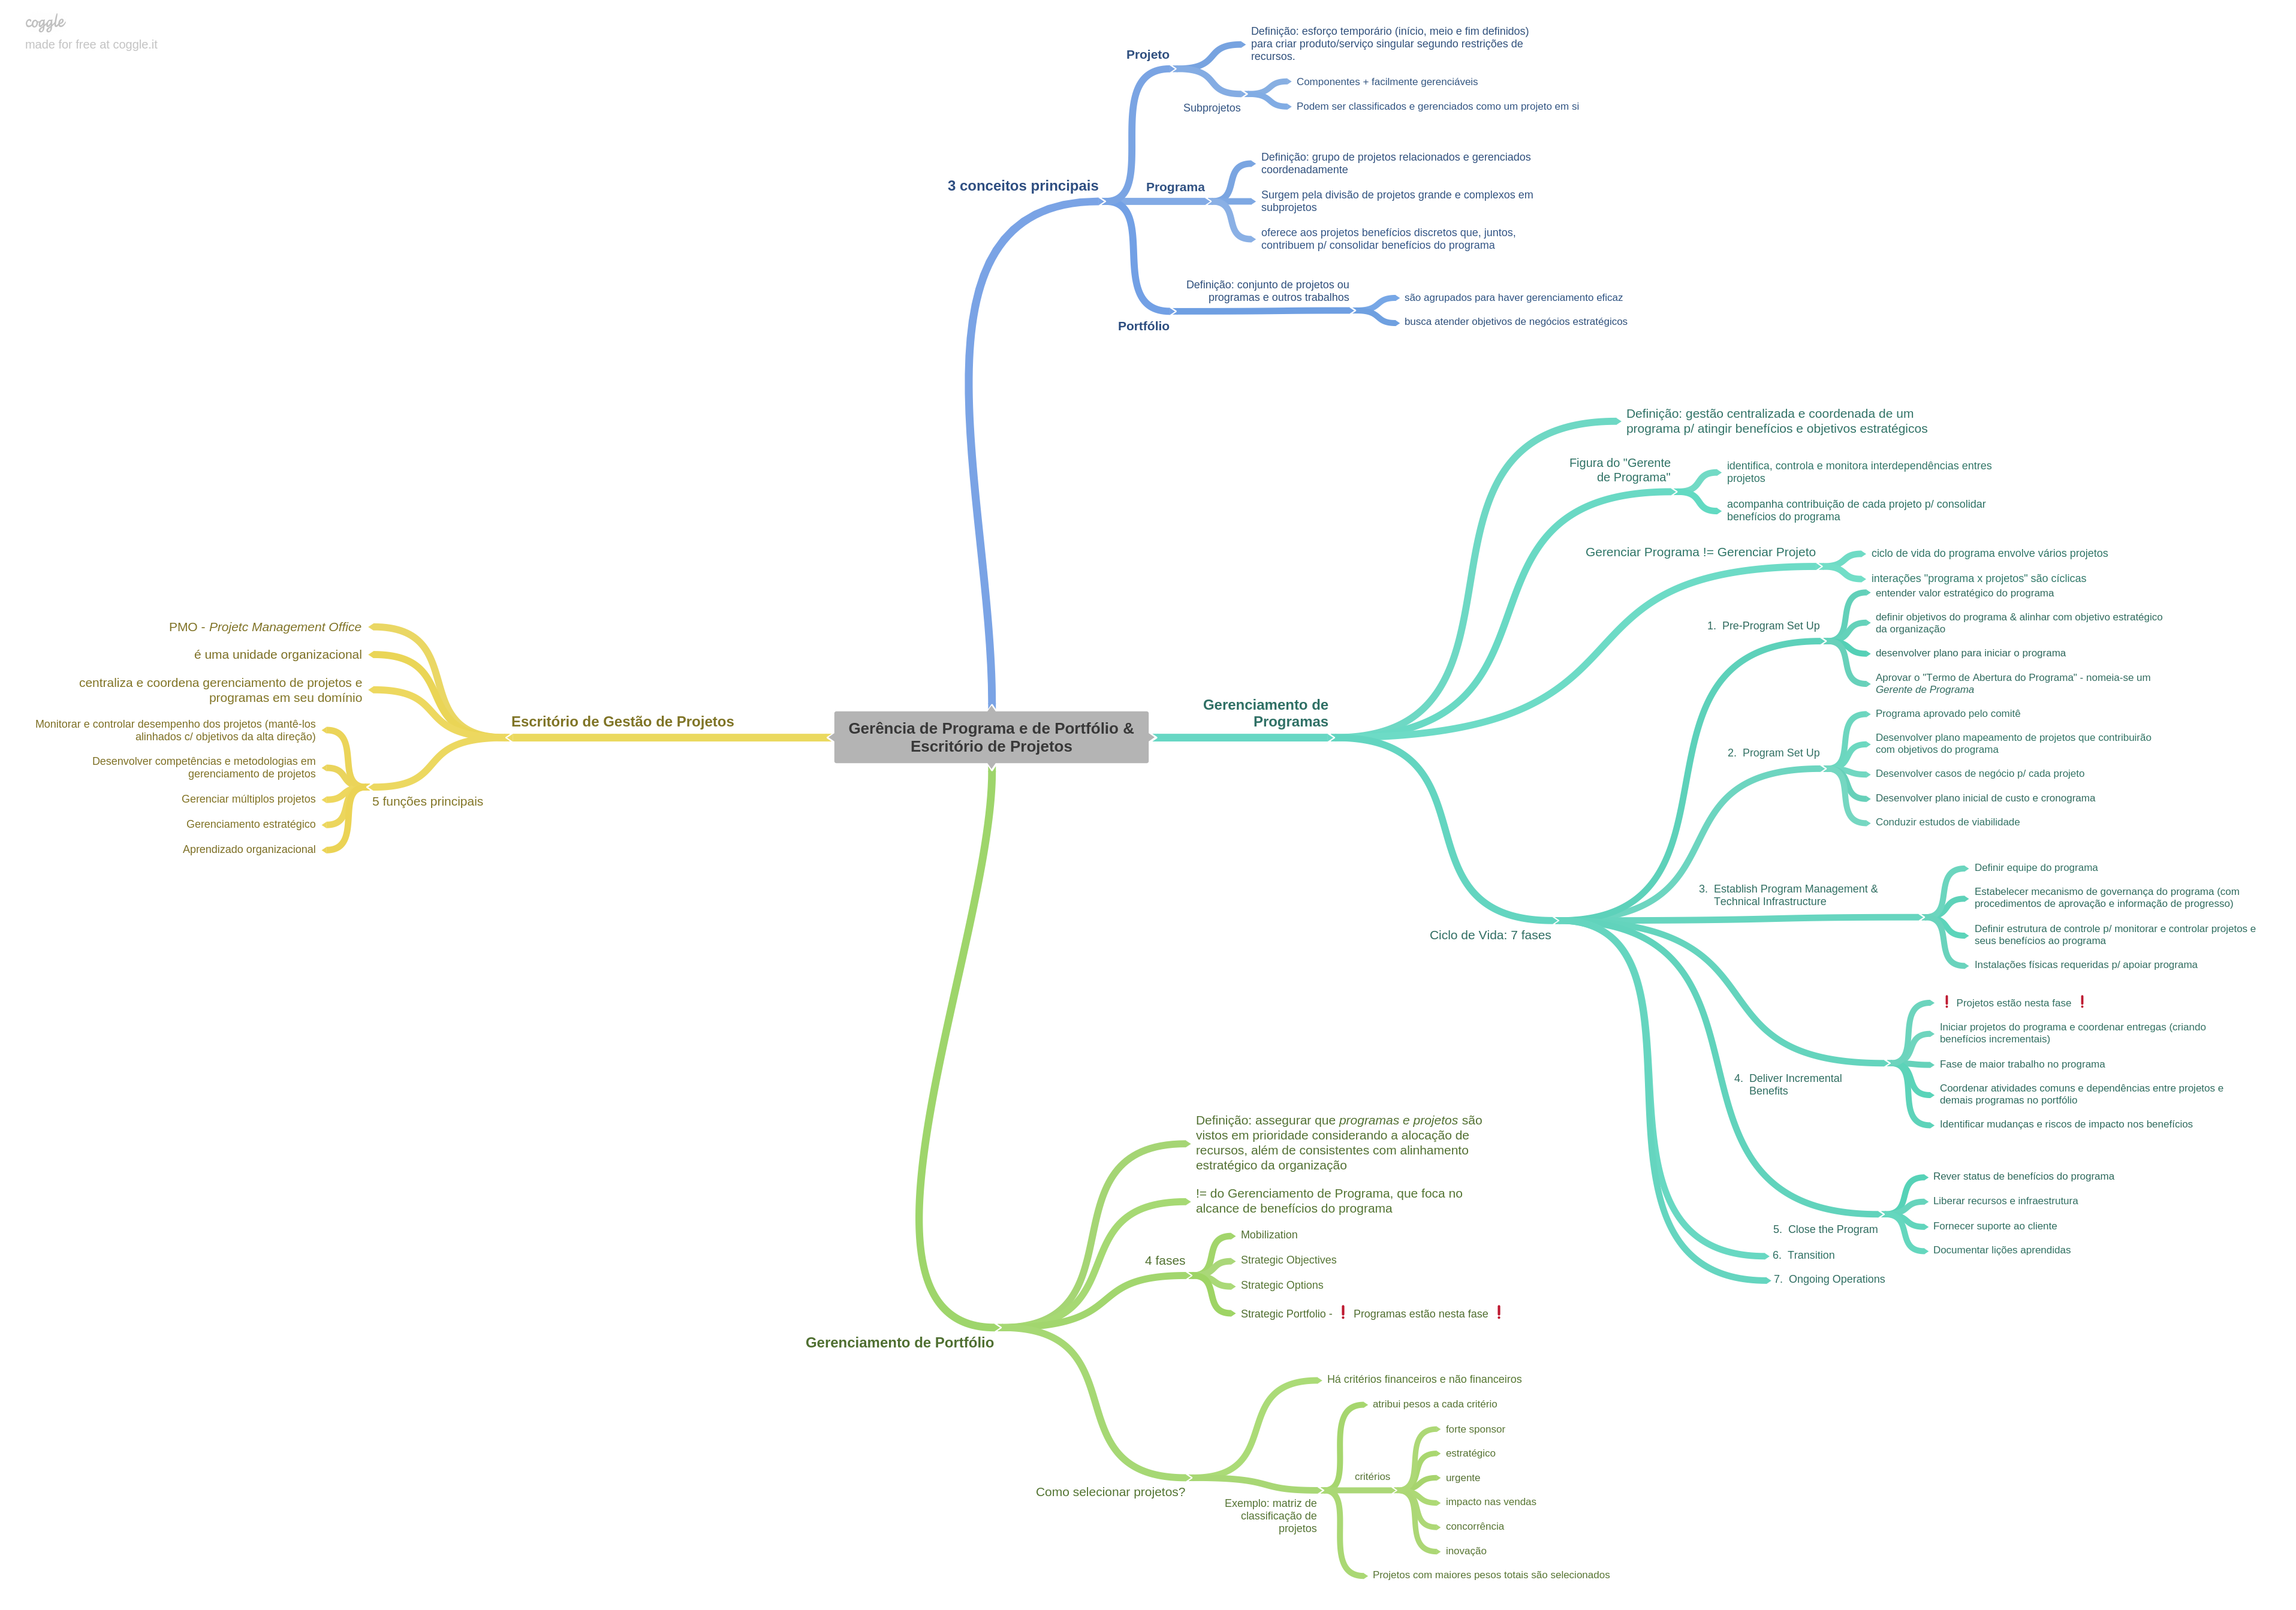 coggle
made for free at coggle.it
Gerência de Programa e de Portfólio &
Escritório de Projetos
3 conceitos principais
Projeto
Definição: esforço temporário (início, meio e fim definidos)
para criar produto/serviço singular segundo restrições de
recursos.
Subprojetos
Componentes + facilmente gerenciáveis
Podem ser classificados e gerenciados como um projeto em si
Programa
Definição: grupo de projetos relacionados e gerenciados
coordenadamente
Surgem pela divisão de projetos grande e complexos em
subprojetos
oferece aos projetos benefícios discretos que, juntos,
contribuem p/ consolidar benefícios do programa
Portfólio
Definição: conjunto de projetos ou
programas e outros trabalhos
são agrupados para haver gerenciamento eficaz
busca atender objetivos de negócios estratégicos
Gerenciamento de
Programas
Definição: gestão centralizada e coordenada de um
programa p/ atingir benefícios e objetivos estratégicos
Figura do "Gerente
de Programa"
identifica, controla e monitora interdependências entres
projetos
acompanha contribuição de cada projeto p/ consolidar
benefícios do programa
Gerenciar Programa != Gerenciar Projeto
ciclo de vida do programa envolve vários projetos
interações "programa x projetos" são cíclicas
Ciclo de Vida: 7 fases
1. Pre-Program Set Up
entender valor estratégico do programa
definir objetivos do programa & alinhar com objetivo estratégico
da organização
desenvolver plano para iniciar o programa
Aprovar o "Termo de Abertura do Programa" - nomeia-se um
Gerente de Programa
2. Program Set Up
Programa aprovado pelo comitê
Desenvolver plano mapeamento de projetos que contribuirão
com objetivos do programa
Desenvolver casos de negócio p/ cada projeto
Desenvolver plano inicial de custo e cronograma
Conduzir estudos de viabilidade
3. Establish Program Management &
Technical Infrastructure
Definir equipe do programa
Estabelecer mecanismo de governança do programa (com
procedimentos de aprovação e informação de progresso)
Definir estrutura de controle p/ monitorar e controlar projetos e
seus benefícios ao programa
Instalações físicas requeridas p/ apoiar programa
4. Deliver Incremental
Benefits
❗ Projetos estão nesta fase ❗
Iniciar projetos do programa e coordenar entregas (criando
benefícios incrementais)
Fase de maior trabalho no programa
Coordenar atividades comuns e dependências entre projetos e
demais programas no portfólio
Identificar mudanças e riscos de impacto nos benefícios
5. Close the Program
Rever status de benefícios do programa
Liberar recursos e infraestrutura
Fornecer suporte ao cliente
Documentar lições aprendidas
6. Transition
7. Ongoing Operations
Gerenciamento de Portfólio
Definição: assegurar que programas e projetos são
vistos em prioridade considerando a alocação de
recursos, além de consistentes com alinhamento
estratégico da organização
!= do Gerenciamento de Programa, que foca no
alcance de benefícios do programa
4 fases
Mobilization
Strategic Objectives
Strategic Options
Strategic Portfolio - ❗ Programas estão nesta fase ❗
Como selecionar projetos?
Há critérios financeiros e não financeiros
Exemplo: matriz de
classificação de
projetos
atribui pesos a cada critério
critérios
forte sponsor
estratégico
urgente
impacto nas vendas
concorrência
inovação
Projetos com maiores pesos totais são selecionados
Escritório de Gestão de Projetos
PMO - Projetc Management Office
é uma unidade organizacional
centraliza e coordena gerenciamento de projetos e
programas em seu domínio
5 funções principais
Monitorar e controlar desempenho dos projetos (mantê-los
alinhados c/ objetivos da alta direção)
Desenvolver competências e metodologias em
gerenciamento de projetos
Gerenciar múltiplos projetos
Gerenciamento estratégico
Aprendizado organizacional